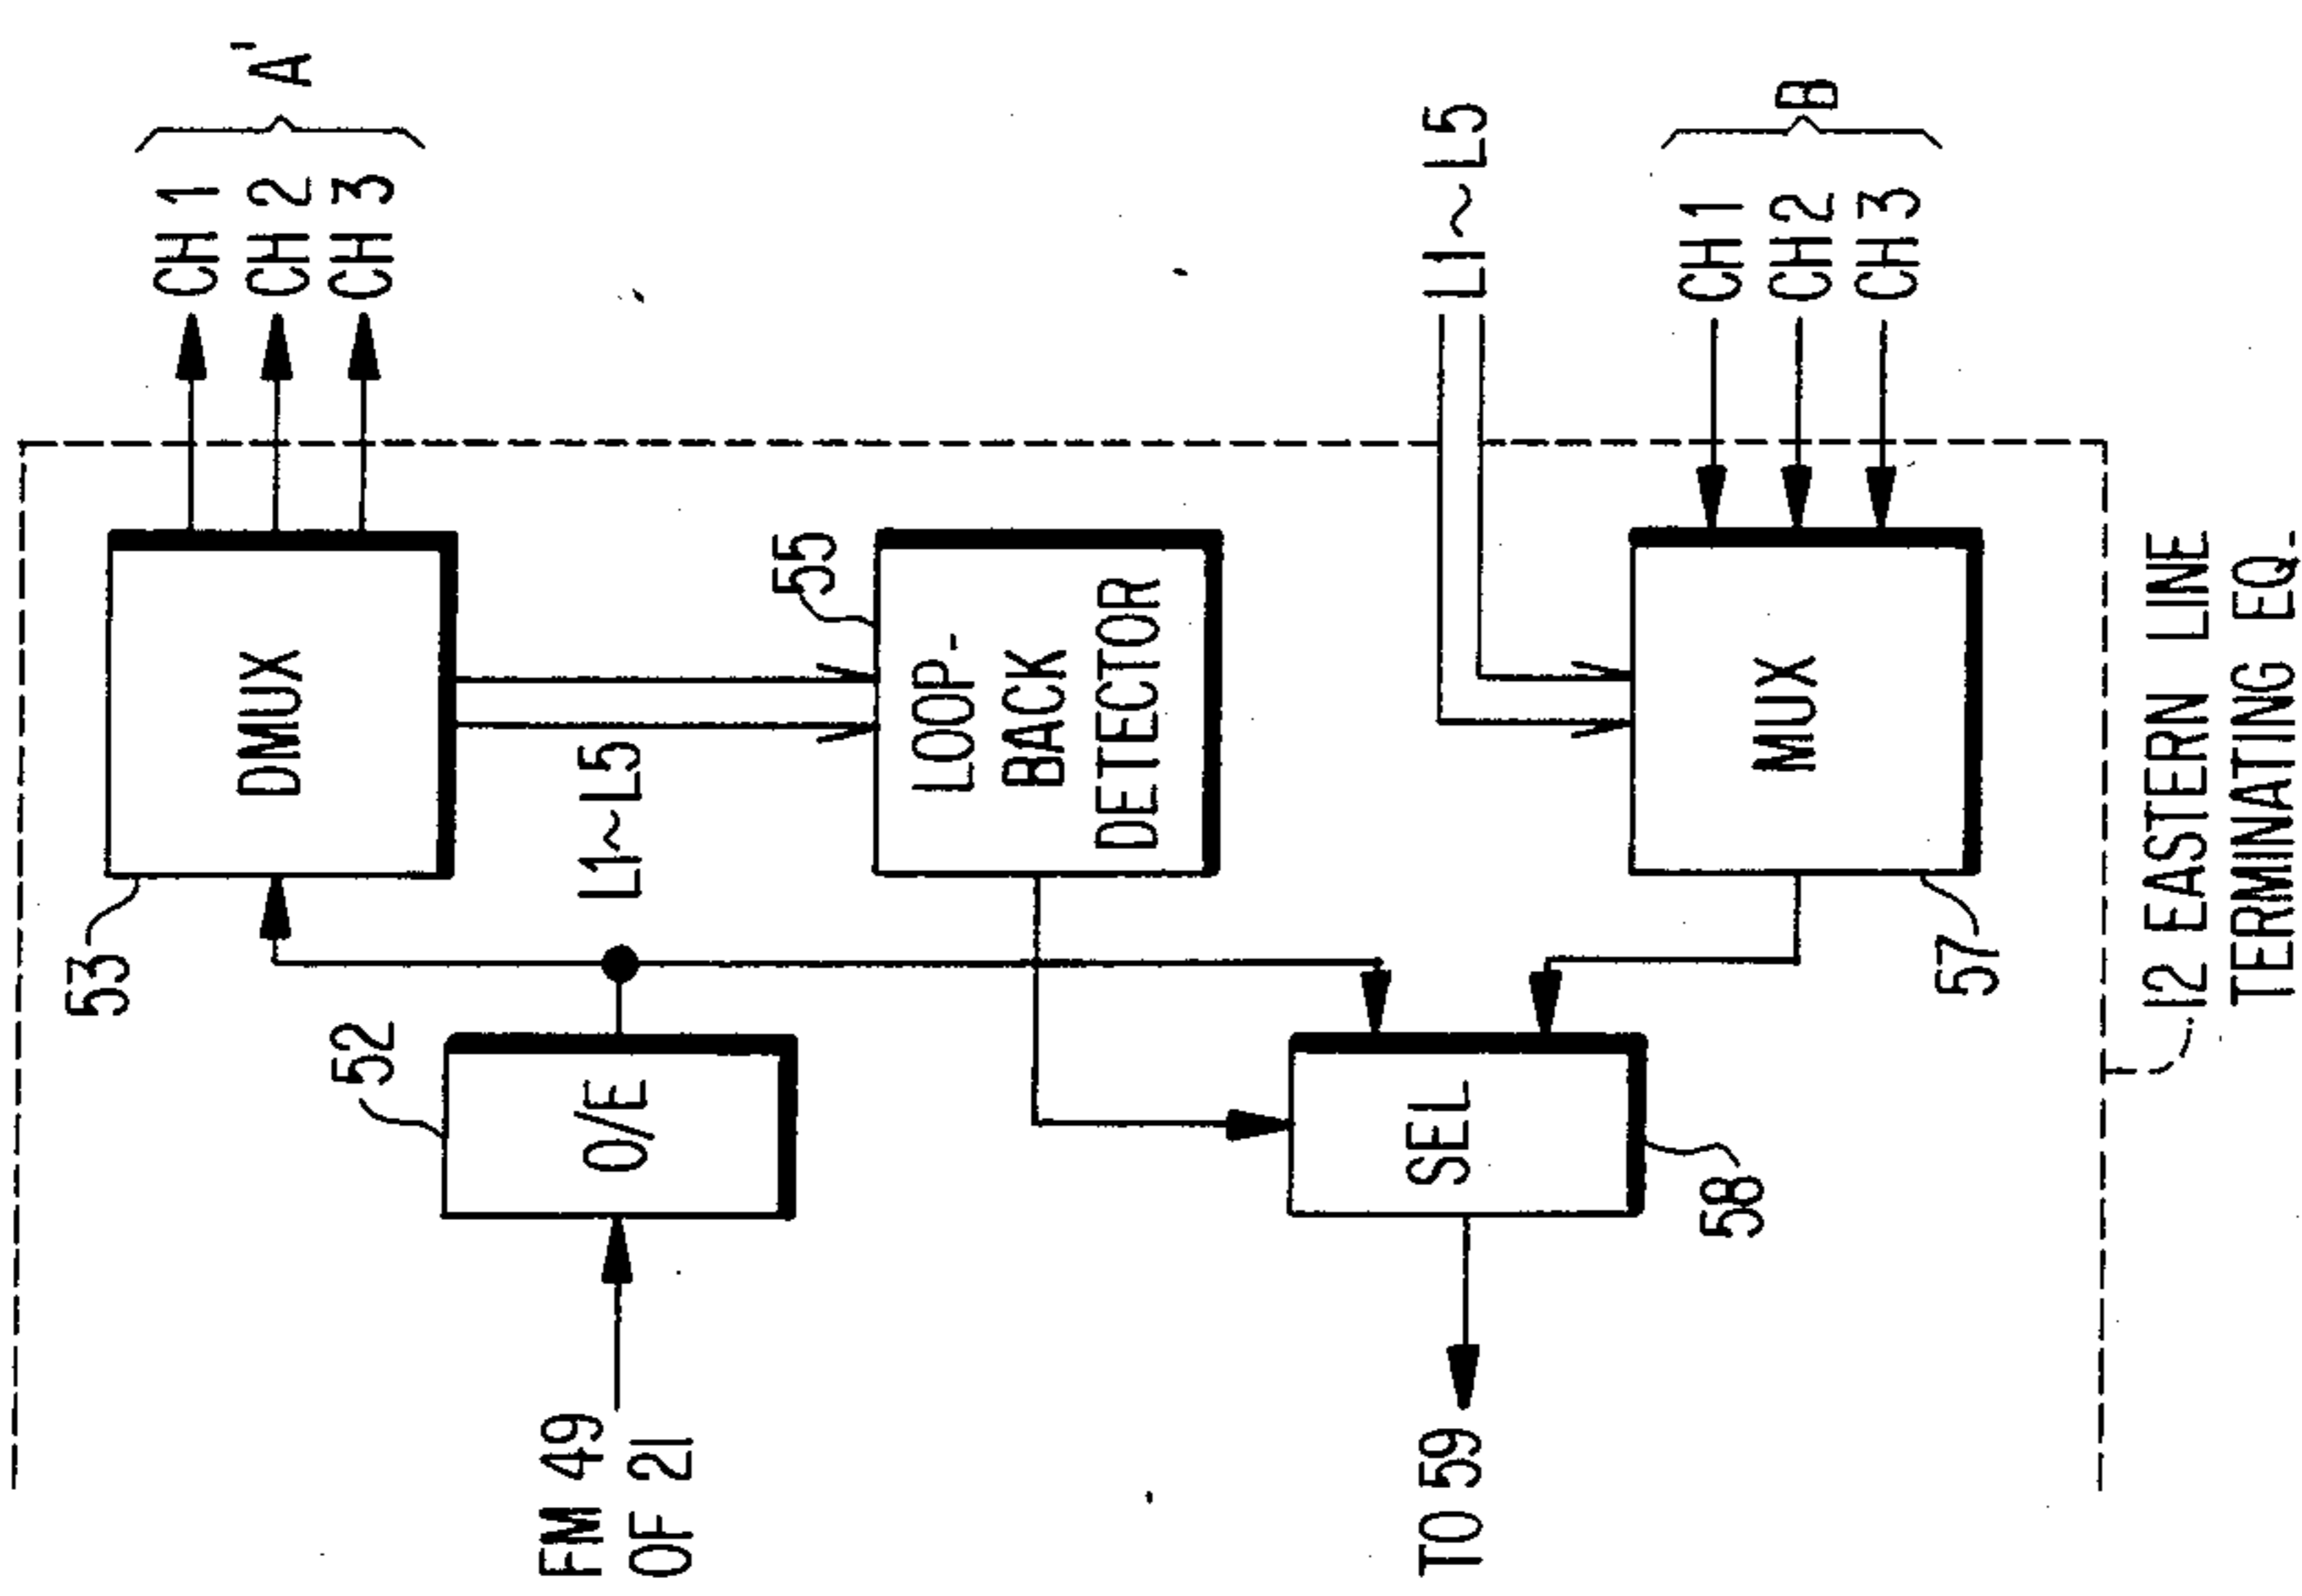 FM 49
OF 21
52
O/E
53
DMUX
CH 1
CH 2
CH 3
A'
L1~L5
55
LOOP-
BACK
DETECTOR
L1~L5
TO 59
SEL
58
MUX
57
CH 1
CH 2
CH 3
B
12 EASTERN LINE
TERMINATING EQ.